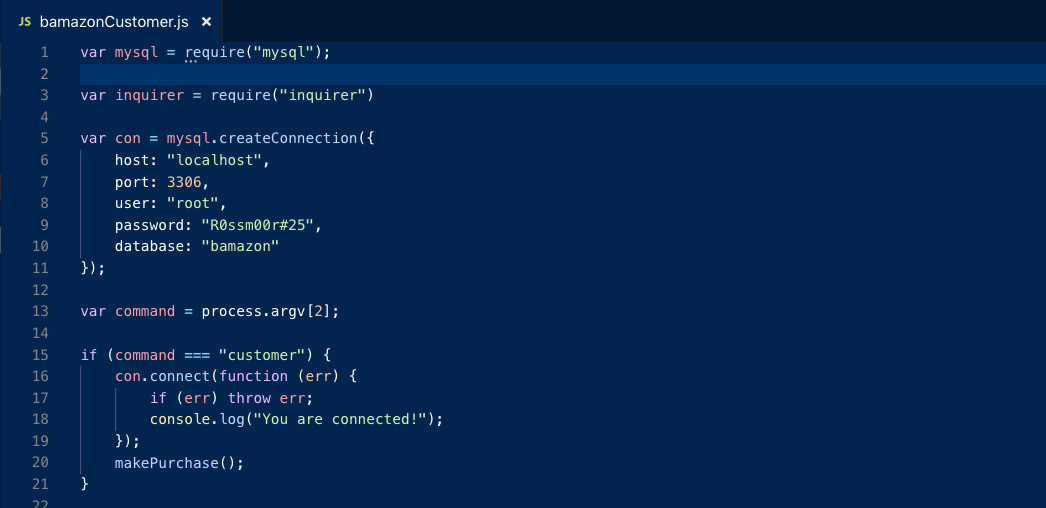 JS bamazonCustomer.js ×
1 var mysql = require("mysql");
2
3 var inquirer = require("inquirer")
4
5 var con = mysql.createConnection({
6     host: "localhost",
7     port: 3306,
8     user: "root",
9     password: "R0ssm00r#25",
10     database: "bamazon"
11 });
12
13 var command = process.argv[2];
14
15 if (command === "customer") {
16     con.connect(function (err) {
17         if (err) throw err;
18         console.log("You are connected!");
19     });
20     makePurchase();
21 }
22